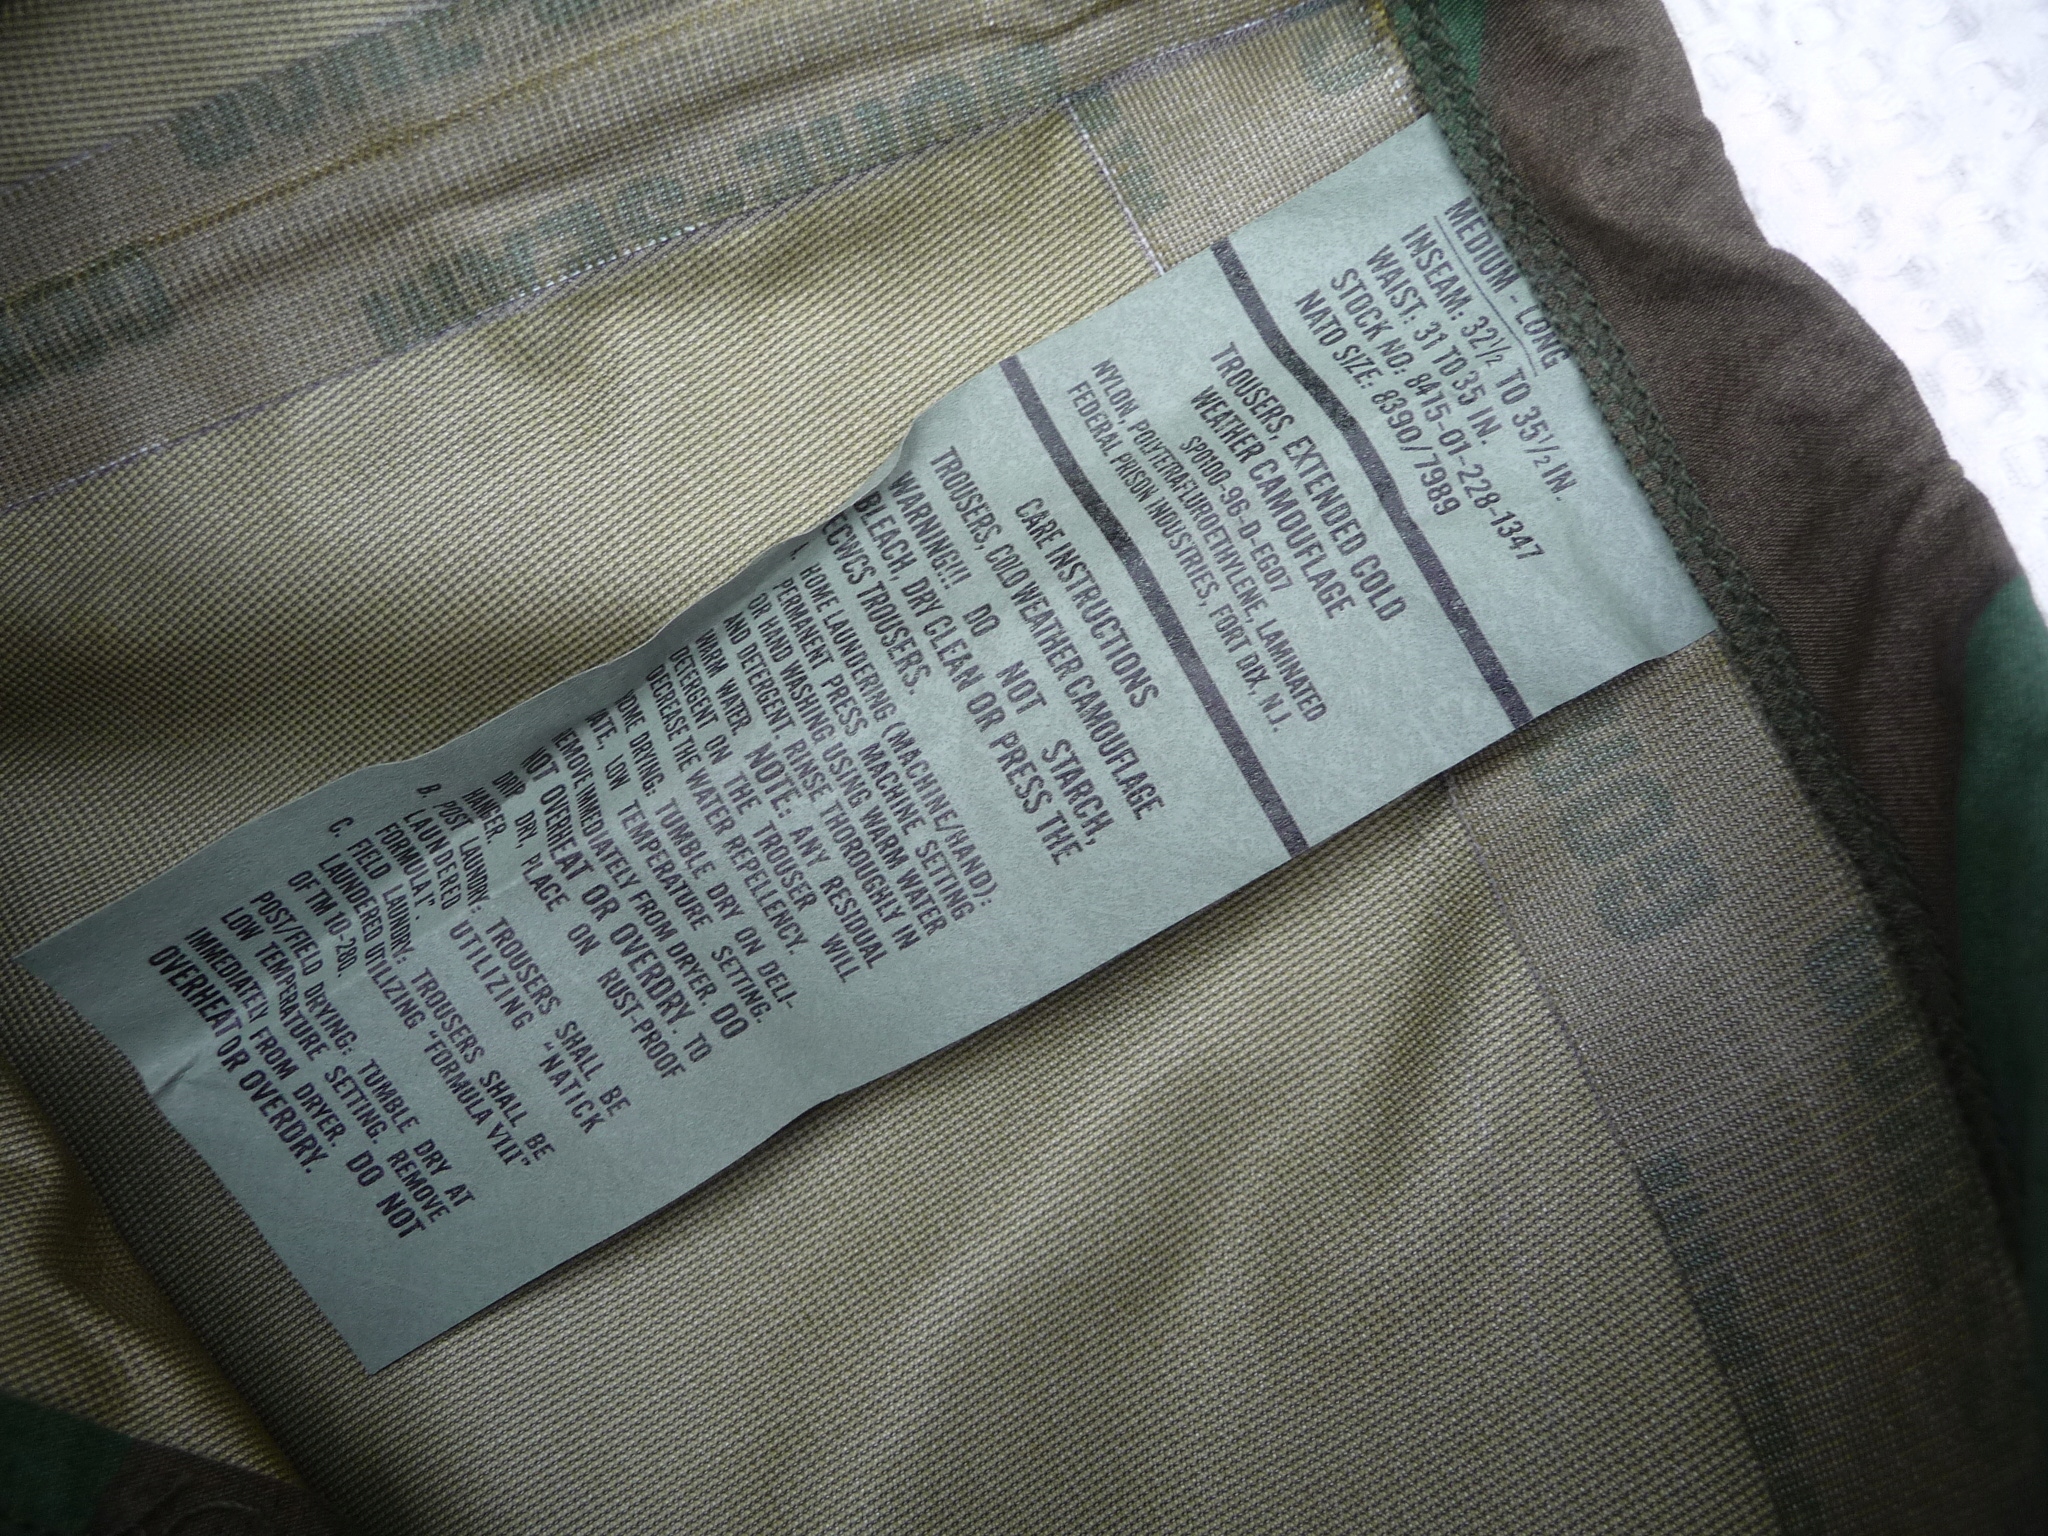 MEDIUM - LONG
INSEAM: 32½ TO 35½ IN.
WAIST: 31 TO 35 IN.
STOCK NO: 8415-01-228-1347
NATO SIZE: 8390/7989
TROUSERS, EXTENDED COLD
WEATHER CAMOUFLAGE
SPO100-96-D-EG07
NYLON, POLYTETRAFLUROETHYLENE, LAMINATED
FEDERAL PRISON INDUSTRIES, FORT DIX, N.J.
CARE INSTRUCTIONS
TROUSERS, COLD WEATHER CAMOUFLAGE
WARNING!!! DO NOT STARCH,
BLEACH, DRY CLEAN OR PRESS THE
ECWCS TROUSERS.
HOME LAUNDERING (MACHINE/HAND):
PERMANENT PRESS MACHINE SETTING
OR HAND WASHING USING WARM WATER
AND DETERGENT. RINSE THOROUGHLY IN
WARM WATER. NOTE: ANY RESIDUAL
DETERGENT ON THE TROUSER WILL
DECREASE THE WATER REPELLENCY.
DRYING: TUMBLE DRY ON DELI-
LOW TEMPERATURE SETTING.
REMOVE IMMEDIATELY FROM DRYER. DO
NOT OVERHEAT OR OVERDRY. TO
DRIP DRY, PLACE ON RUST-PROOF
HANGER.
B. POST LAUNDRY: TROUSERS SHALL BE
LAUNDERED UTILIZING "NATICK
FORMULA I".
C. FIELD LAUNDRY: TROUSERS SHALL BE
LAUNDERED UTILIZING "FORMULA VIII"
OF TM 10-280.
POST/FIELD DRYING: TUMBLE DRY AT
LOW TEMPERATURE SETTING. REMOVE
IMMEDIATELY FROM DRYER. DO NOT
OVERHEAT OR OVERDRY.